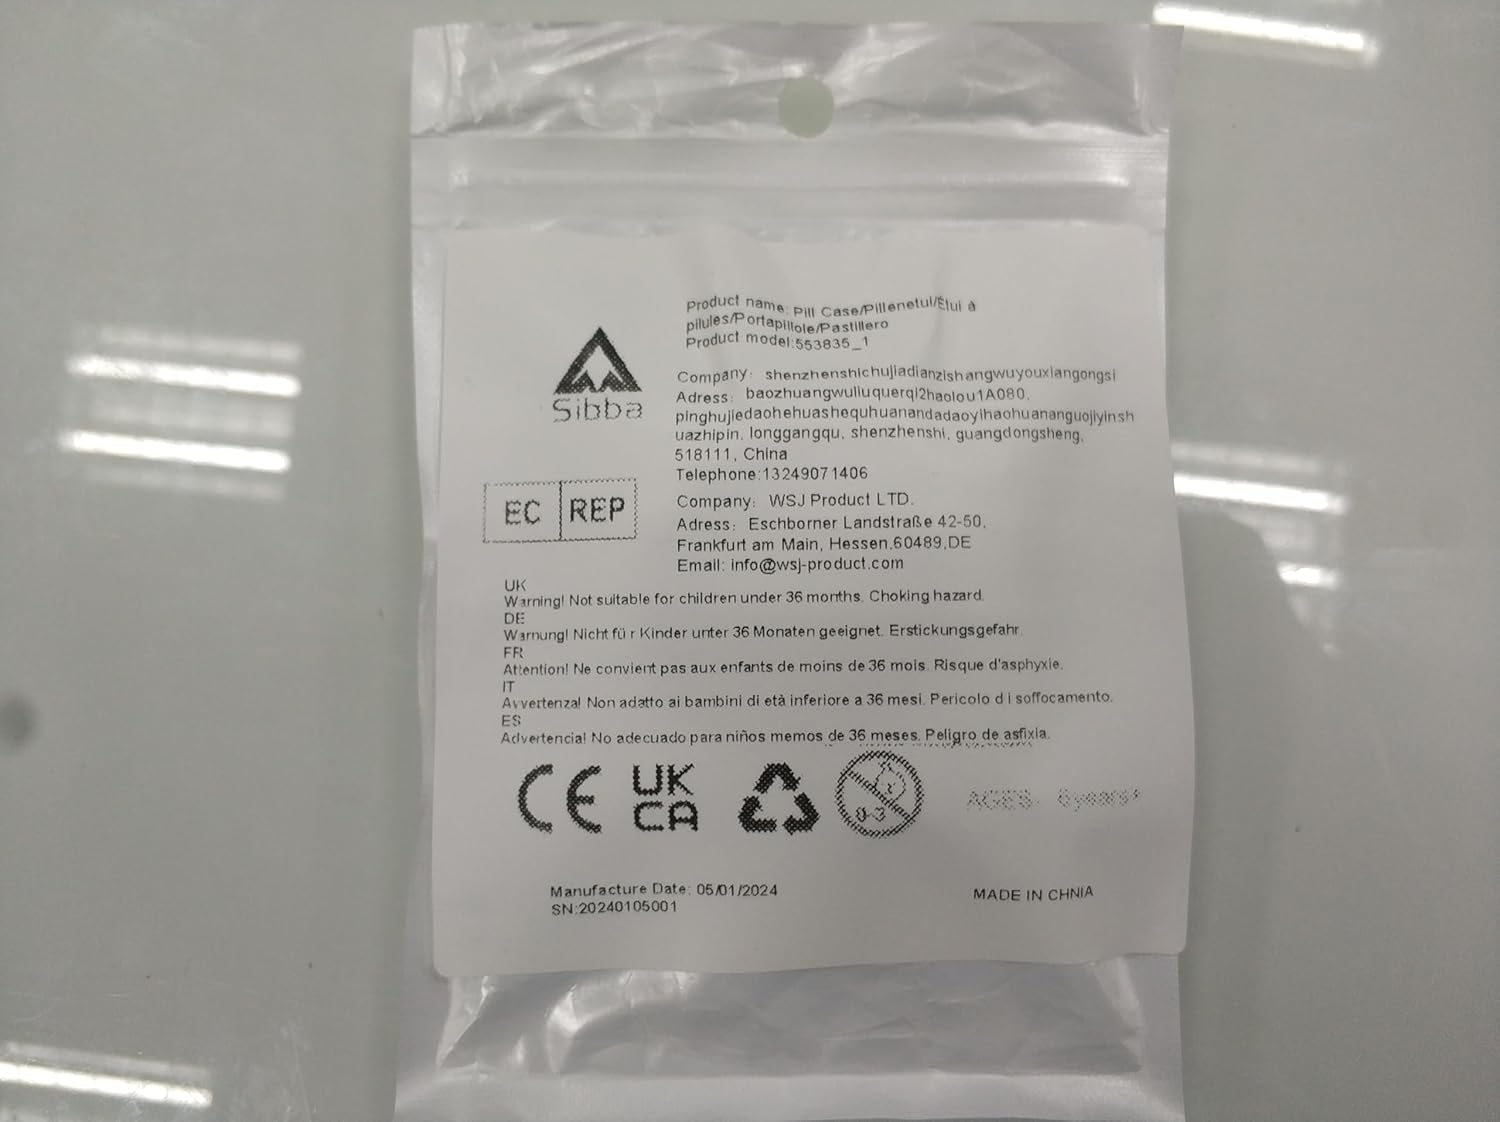 Product name: Pill Case/Pillenetui/Étui à
pilules/Portapillole/Pastillero
Product model:553835_1
Sibba
Company: shenzhenshichujiadianzishangwuyouxiangongsi
Adress: baozhuangwuliuquerqi2haolou1A080,
pinghujiedaohehuashequhuanandadaoyihaohuananguojiyinsh
uazhipin, longgangqu, shenzhenshi, guangdongsheng,
518111, China
Telephone:13249071406
EC REP
Company: WSJ Product LTD.
Adress: Eschborner Landstraße 42-50,
Frankfurt am Main, Hessen,60489,DE
Email: info@wsj-product.com
UK
Warning! Not suitable for children under 36 months. Choking hazard.
DE
Warnung! Nicht fü r Kinder unter 36 Monaten geeignet. Erstickungsgefahr.
FR
Attention! Ne convient pas aux enfants de moins de 36 mois. Risque d'asphyxie.
IT
Avvertenza! Non adatto ai bambini di età inferiore a 36 mesi. Pericolo d i soffocamento.
ES
Advertencia! No adecuado para niños memos de 36 meses. Peligro de asfixia.
CE
UK
CA
0-3
AGES: 6years+
Manufacture Date: 05/01/2024
SN:20240105001
MADE IN CHNIA